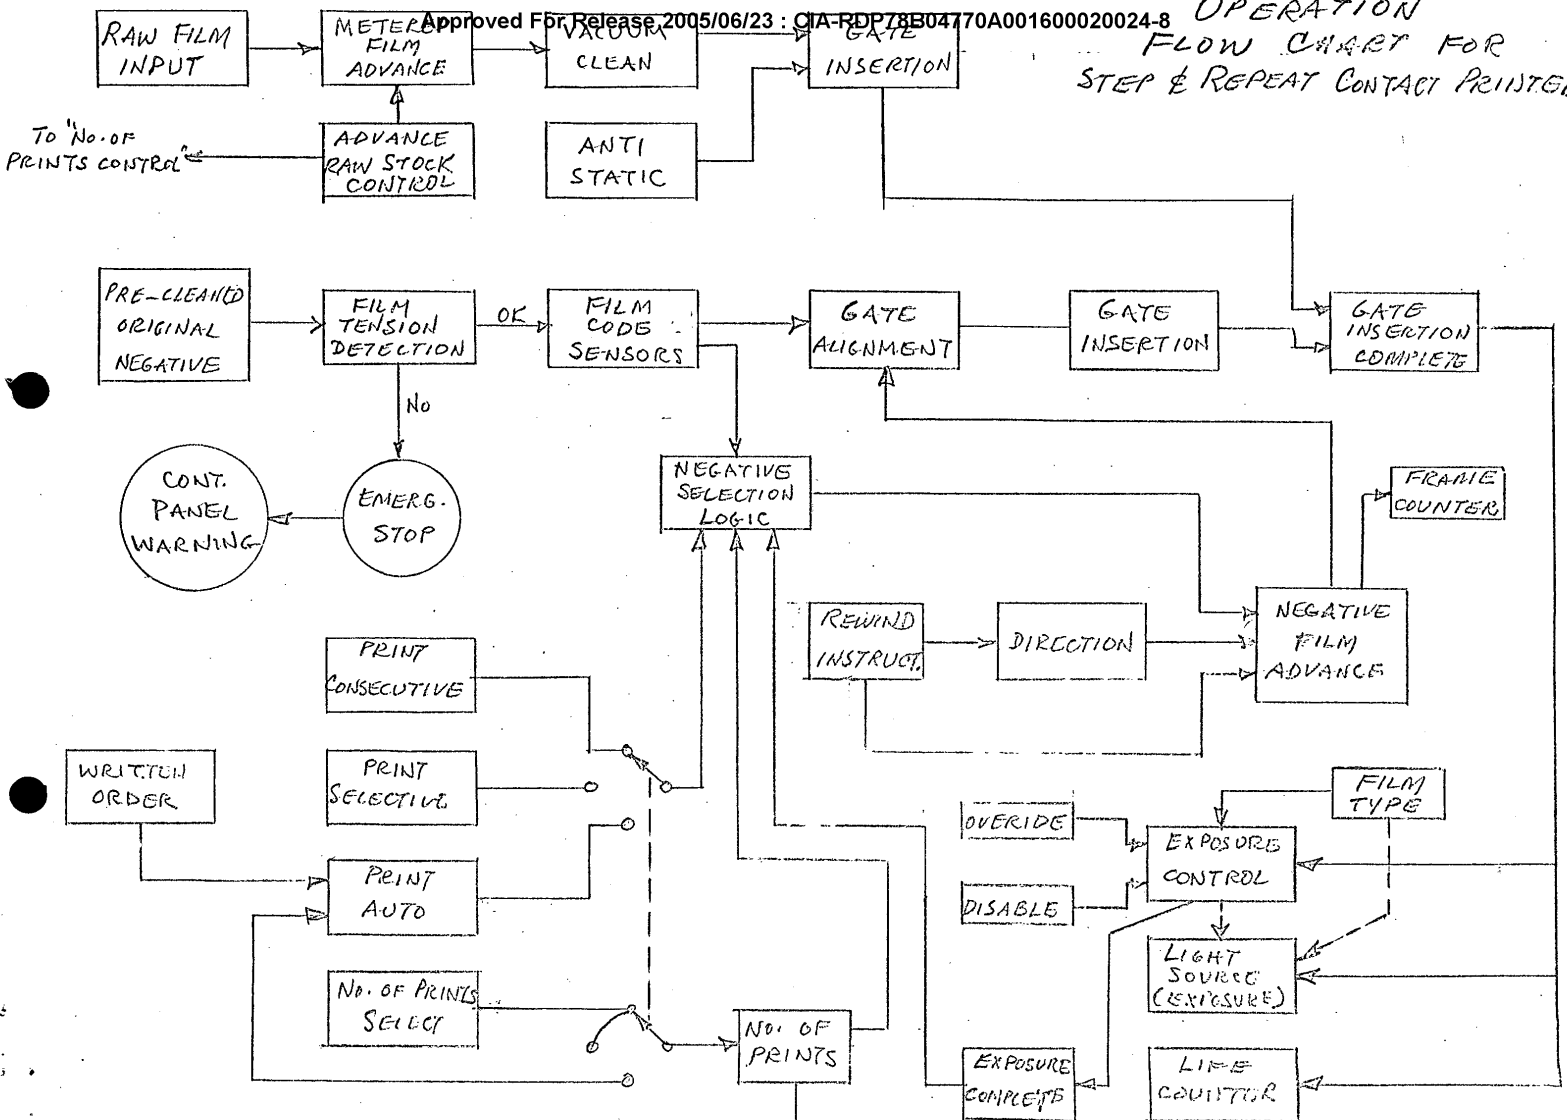 Approved For Release 2005/06/23 : CIA-RDP78B04770A001600020024-8
OPERATION
FLOW CHART FOR
STEP & REPEAT CONTACT PRINTER
RAW FILM
INPUT
METERED
FILM
ADVANCE
VACUUM
CLEAN
GATE
INSERTION
TO "No. OF
PRINTS CONTROL"
ADVANCE
RAW STOCK
CONTROL
ANTI
STATIC
PRE-CLEANED
ORIGINAL
NEGATIVE
FILM
TENSION
DETECTION
OK
FILM
CODE
SENSORS
GATE
ALIGNMENT
GATE
INSERTION
GATE
INSERTION
COMPLETE
No
CONT.
PANEL
WARNING
EMERG.
STOP
NEGATIVE
SELECTION
LOGIC
FRAME
COUNTER
REWIND
INSTRUCT.
DIRECTION
NEGATIVE
FILM
ADVANCE
PRINT
CONSECUTIVE
WRITTEN
ORDER
PRINT
SELECTIVE
FILM
TYPE
OVERIDE
EXPOSURE
CONTROL
PRINT
AUTO
DISABLE
LIGHT
SOURCE
(EXPOSURE)
No. OF PRINTS
SELECT
No. OF
PRINTS
EXPOSURE
COMPLETE
LIFE
COUNTER